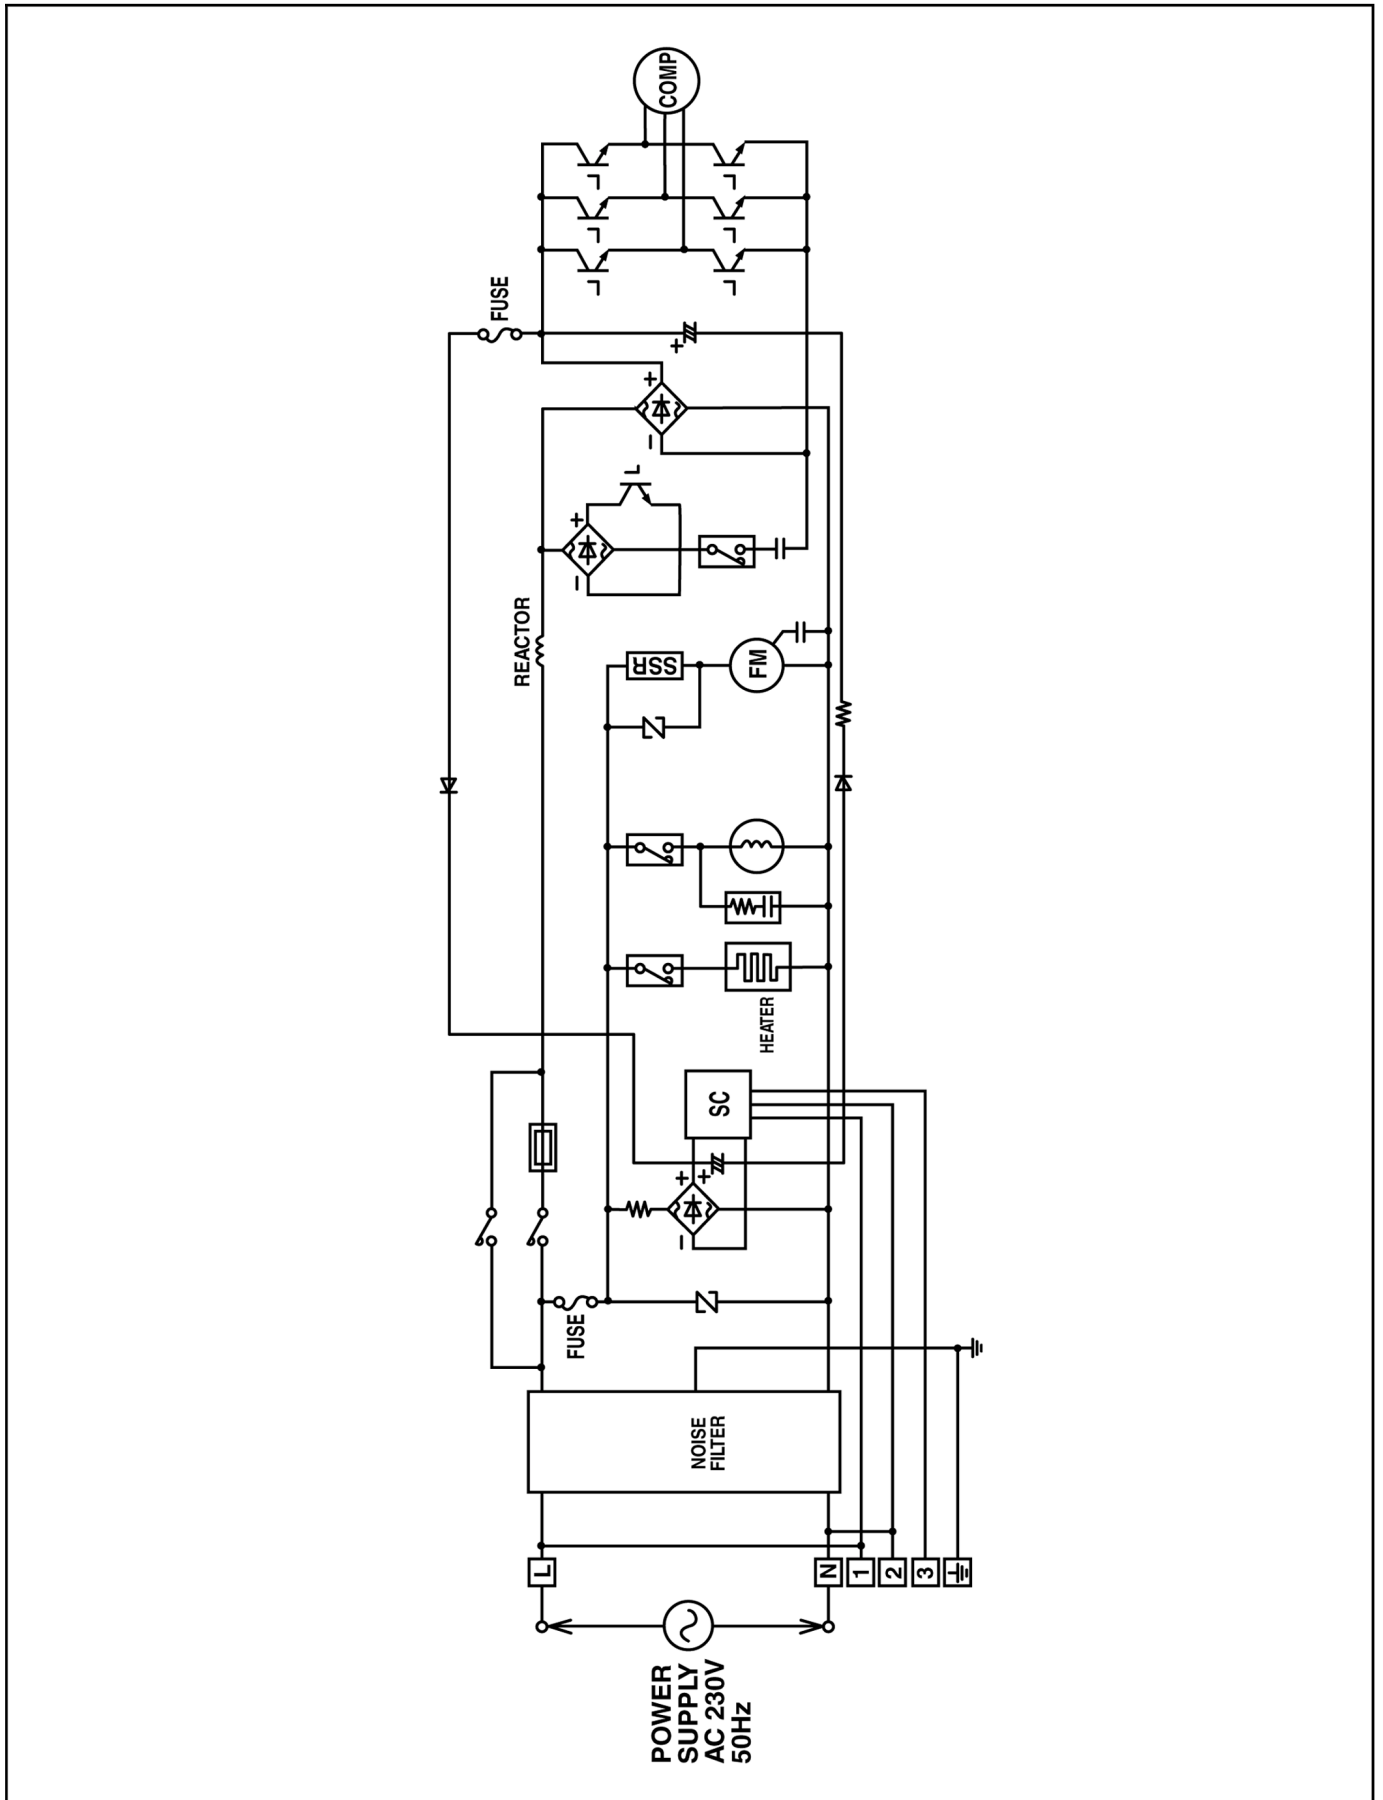 POWER
SUPPLY
AC 230V
50Hz
L
N
1
2
3
NOISE
FILTER
FUSE
SC
HEATER
SSR
FM
REACTOR
FUSE
COMP
+
−
+
+
−
+
−
+